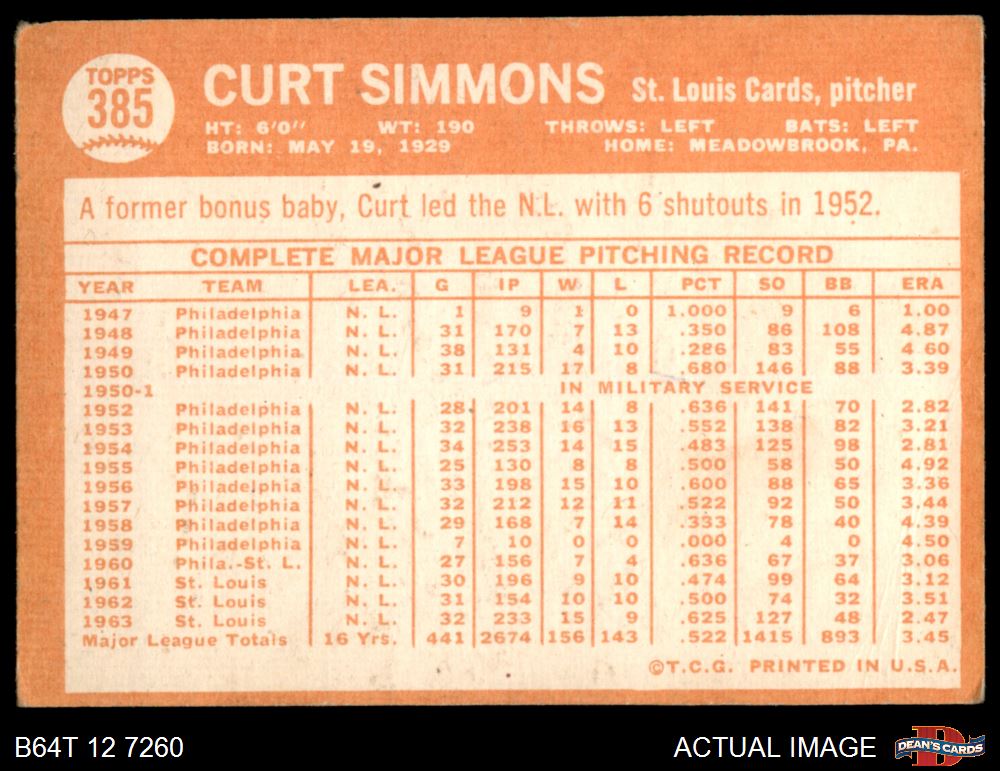 TOPPS
385
CURT SIMMONS St. Louis Cards, pitcher
HT: 6'0" WT: 190 THROWS: LEFT BATS: LEFT
BORN: MAY 19, 1929 HOME: MEADOWBROOK, PA.
A former bonus baby, Curt led the N.L. with 6 shutouts in 1952.
COMPLETE MAJOR LEAGUE PITCHING RECORD
YEAR TEAM LEA. G IP W L PCT SO BB ERA
1947 Philadelphia N. L. 1 9 1 0 1.000 9 6 1.00
1948 Philadelphia N. L. 31 170 7 13 .350 86 108 4.87
1949 Philadelphia N. L. 38 131 4 10 .286 83 55 4.60
1950 Philadelphia N. L. 31 215 17 8 .680 146 88 3.39
1950-1 IN MILITARY SERVICE
1952 Philadelphia N. L. 28 201 14 8 .636 141 70 2.82
1953 Philadelphia N. L. 32 238 16 13 .552 138 82 3.21
1954 Philadelphia N. L. 34 253 14 15 .483 125 98 2.81
1955 Philadelphia N. L. 25 130 8 8 .500 58 50 4.92
1956 Philadelphia N. L. 33 198 15 10 .600 88 65 3.36
1957 Philadelphia N. L. 32 212 12 11 .522 92 50 3.44
1958 Philadelphia N. L. 29 168 7 14 .333 78 40 4.39
1959 Philadelphia N. L. 7 10 0 0 .000 4 0 4.50
1960 Phila.-St. L. N. L. 27 156 7 4 .636 67 37 3.06
1961 St. Louis N. L. 30 196 9 10 .474 99 64 3.12
1962 St. Louis N. L. 31 154 10 10 .500 74 32 3.51
1963 St. Louis N. L. 32 233 15 9 .625 127 48 2.47
Major League Totals 16 Yrs. 441 2674 156 143 .522 1415 893 3.45
©T.C.G. PRINTED IN U.S.A.
B64T 12 7260 ACTUAL IMAGE
D
DEAN'S CARDS